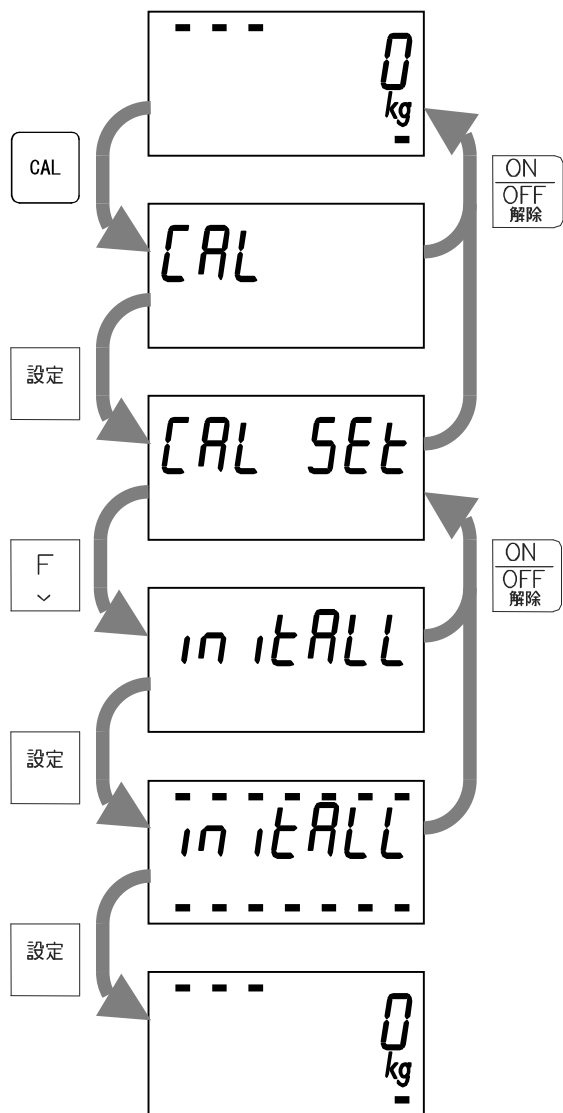 0
kg
CAL
ON
OFF
解除
CAL
設定
CAL SEt
F
ON
OFF
解除
initALL
設定
initALL
設定
0
kg